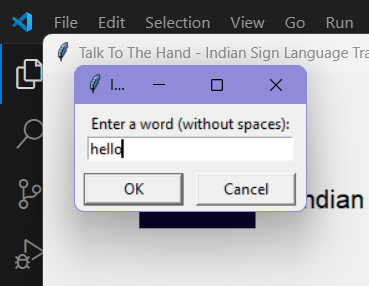 File Edit Selection View Go Run
Talk To The Hand - Indian Sign Language Tra
I...
Enter a word (without spaces):
hello
OK Cancel
ndian